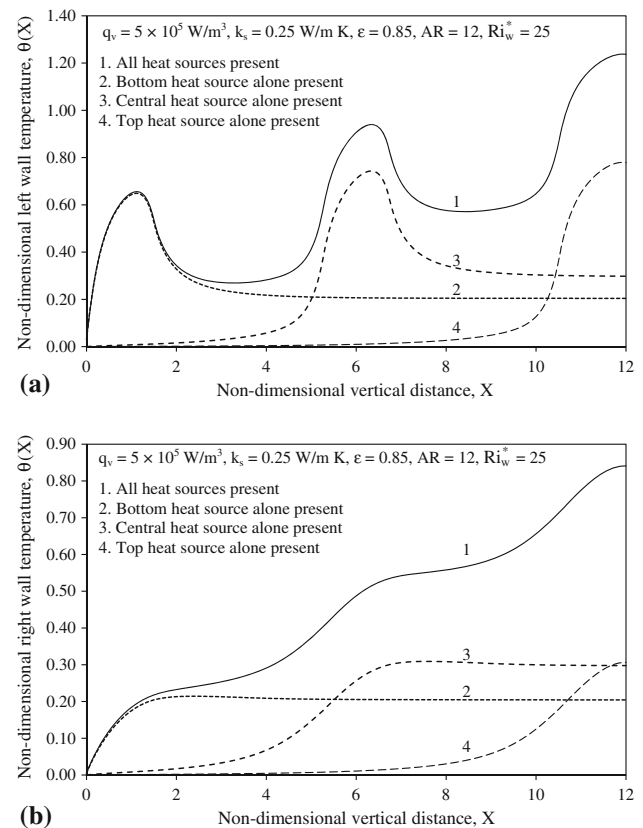 q_v = 5 × 10^5 W/m^3, k_s = 0.25 W/m K, ε = 0.85, AR = 12, Ri_w^* = 25
1. All heat sources present
2. Bottom heat source alone present
3. Central heat source alone present
4. Top heat source alone present
Non-dimensional left wall temperature, θ(X)
1.40
1.20
1.00
0.80
0.60
0.40
0.20
0.00
1
3
2
4
0 2 4 6 8 10 12
(a)
Non-dimensional vertical distance, X
q_v = 5 × 10^5 W/m^3, k_s = 0.25 W/m K, ε = 0.85, AR = 12, Ri_w^* = 25
1. All heat sources present
2. Bottom heat source alone present
3. Central heat source alone present
4. Top heat source alone present
Non-dimensional right wall temperature, θ(X)
0.90
0.80
0.70
0.60
0.50
0.40
0.30
0.20
0.10
0.00
1
3
2
4
0 2 4 6 8 10 12
(b)
Non-dimensional vertical distance, X